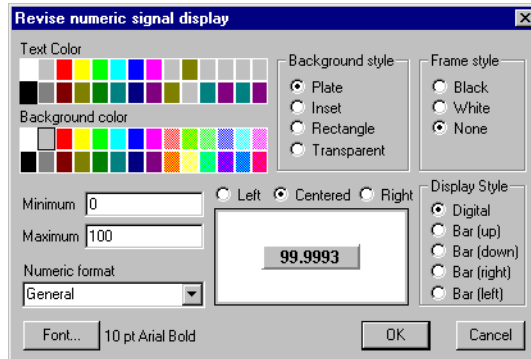 Revise numeric signal display
Text Color
Background color
Background style
Plate
Inset
Rectangle
Transparent
Frame style
Black
White
None
Minimum 0
Maximum 100
Numeric format
General
Left Centered Right
99.9993
Display Style
Digital
Bar (up)
Bar (down)
Bar (right)
Bar (left)
Font... 10 pt Arial Bold
OK Cancel